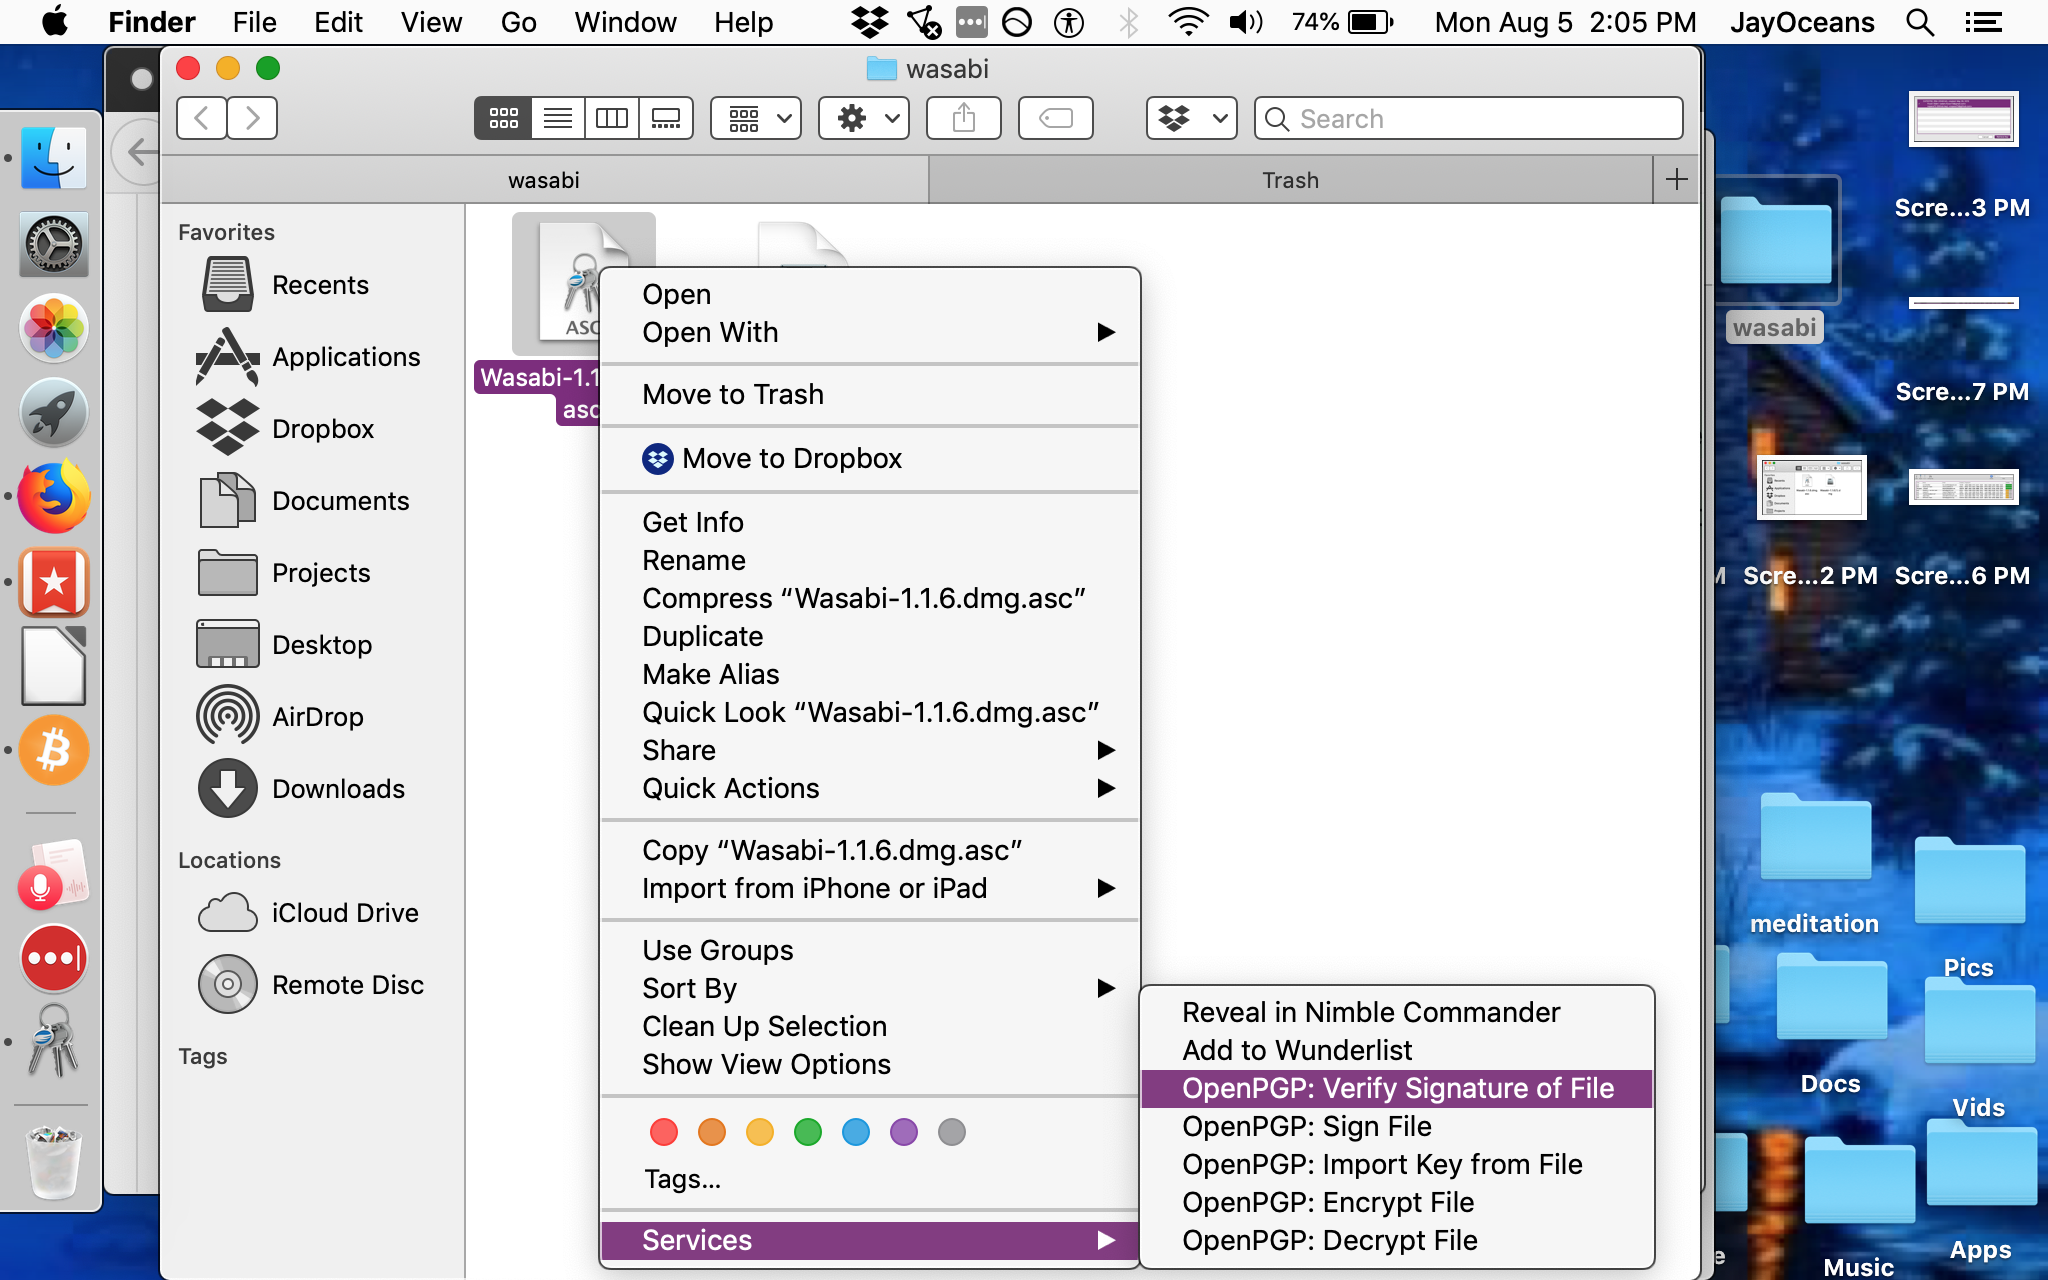 Finder File Edit View Go Window Help 74% Mon Aug 5 2:05 PM JayOceans
wasabi
Search
wasabi Trash
Favorites
Recents
Applications
Dropbox
Documents
Projects
Desktop
AirDrop
Downloads
Locations
iCloud Drive
Remote Disc
Tags
ASC
Wasabi-1.1
asc
Open
Open With
Move to Trash
Move to Dropbox
Get Info
Rename
Compress “Wasabi-1.1.6.dmg.asc”
Duplicate
Make Alias
Quick Look “Wasabi-1.1.6.dmg.asc”
Share
Quick Actions
Copy “Wasabi-1.1.6.dmg.asc”
Import from iPhone or iPad
Use Groups
Sort By
Clean Up Selection
Show View Options
Tags...
Services
Reveal in Nimble Commander
Add to Wunderlist
OpenPGP: Verify Signature of File
OpenPGP: Sign File
OpenPGP: Import Key from File
OpenPGP: Encrypt File
OpenPGP: Decrypt File
Scre...3 PM
wasabi
Scre...7 PM
Scre...2 PM
Scre...6 PM
meditation
Pics
Docs
Vids
Music
Apps